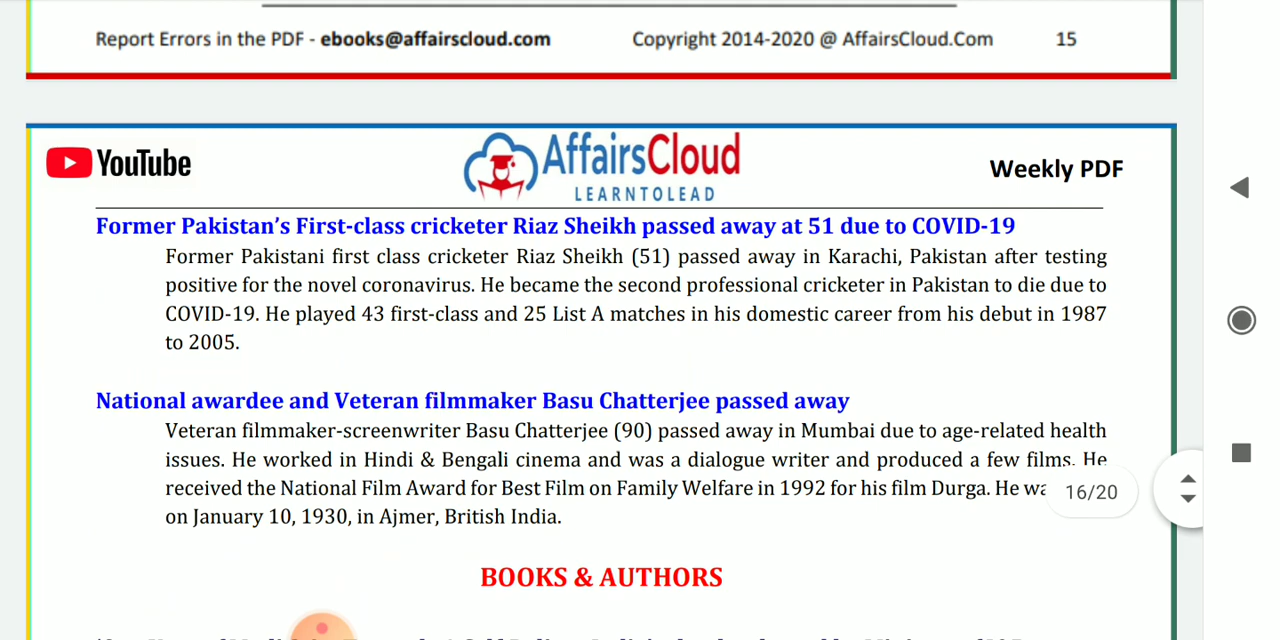 Report Errors in the PDF - ebooks@affairscloud.com Copyright 2014-2020 @ AffairsCloud.Com 15
YouTube AffairsCloud Weekly PDF
LEARNTOLEAD
Former Pakistan's First-class cricketer Riaz Sheikh passed away at 51 due to COVID-19
Former Pakistani first class cricketer Riaz Sheikh (51) passed away in Karachi, Pakistan after testing
positive for the novel coronavirus. He became the second professional cricketer in Pakistan to die due to
COVID-19. He played 43 first-class and 25 List A matches in his domestic career from his debut in 1987
to 2005.
National awardee and Veteran filmmaker Basu Chatterjee passed away
Veteran filmmaker-screenwriter Basu Chatterjee (90) passed away in Mumbai due to age-related health
issues. He worked in Hindi & Bengali cinema and was a dialogue writer and produced a few films. He
received the National Film Award for Best Film on Family Welfare in 1992 for his film Durga. He
16/20
on January 10, 1930, in Ajmer, British India.
BOOKS & AUTHORS